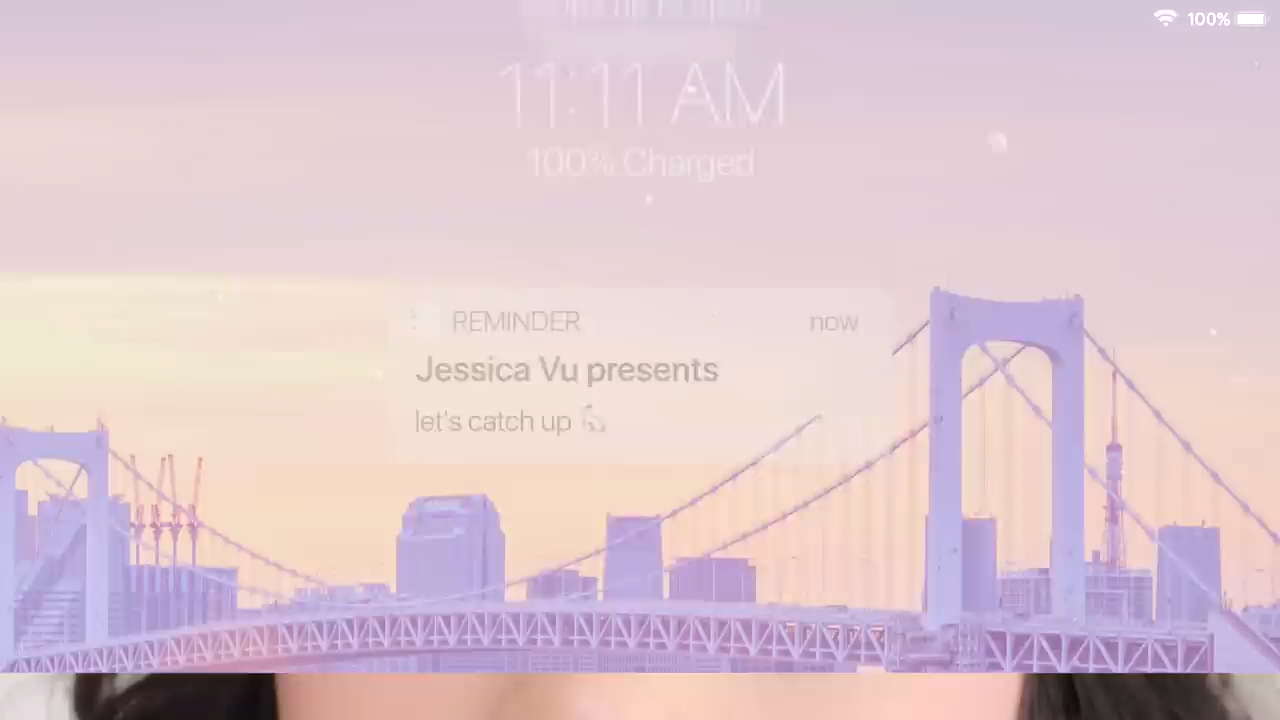 100%
11:11 AM
100% Charged
REMINDER now
Jessica Vu presents
let's catch up